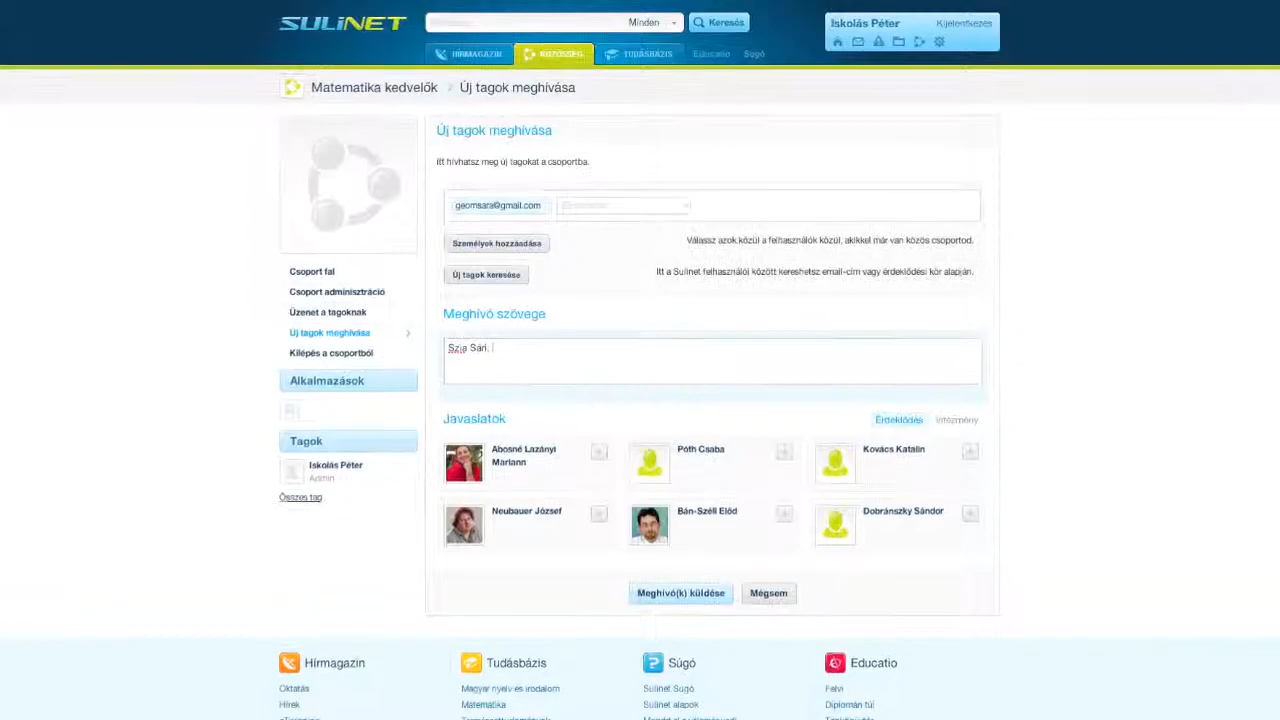 SULINET
Minden
Keresés
Iskolás Péter
Kijelentkezés
HÍRMAGAZIN
KÖZÖSSÉG
TUDÁSBÁZIS
Educatio
Súgó
Matematika kedvelők
Új tagok meghívása
Új tagok meghívása
Itt hívhatsz meg új tagokat a csoportba.
geomsara@gmail.com
Személyek hozzáadása
Válassz azok közül a felhasználók közül, akikkel már van közös csoportod.
Új tagok keresése
Itt a Sulinet felhasználói között kereshetsz email-cím vagy érdeklődési kör alapján.
Csoport fal
Csoport adminisztráció
Üzenet a tagoknak
Új tagok meghívása
Kilépés a csoportból
Alkalmazások
Tagok
Iskolás Péter
Admin
Összes tag
Meghívó szövege
Szia Sári,
Javaslatok
Érdeklődés
Intézmény
Abosné Lazányi
Mariann
Póth Csaba
Kovács Katalin
Neubauer József
Bán-Széll Előd
Dobránszky Sándor
Meghívó(k) küldése
Mégsem
Hírmagazin
Tudásbázis
Súgó
Educatio
Oktatás
Magyar nyelv és irodalom
Sulinet Súgó
Felvi
Hírek
Matematika
Sulinet alapok
Diplomán túl